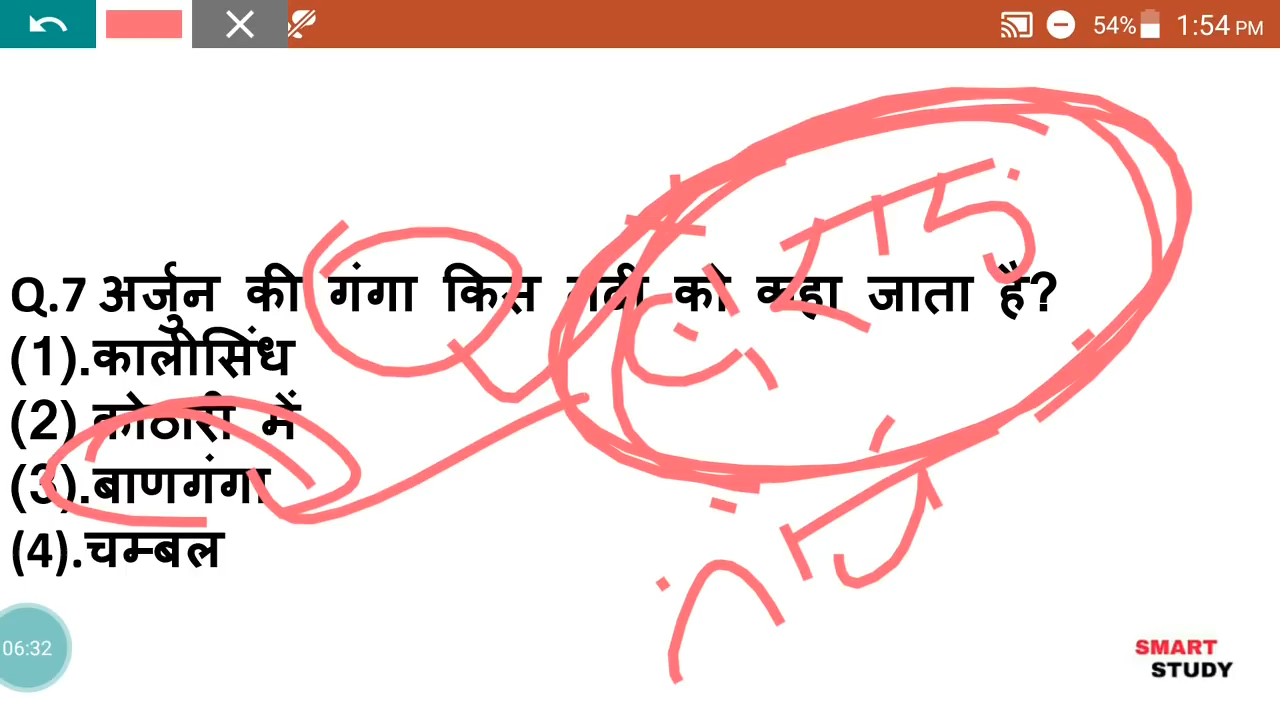 54% 1:54 PM
Q.7 अर्जुन की गंगा किस नदी को कहा जाता है?
(1).कालीसिंध
(2) कोठारी में
(3).बाणगंगा
(4).चम्बल
06:32
SMART
STUDY